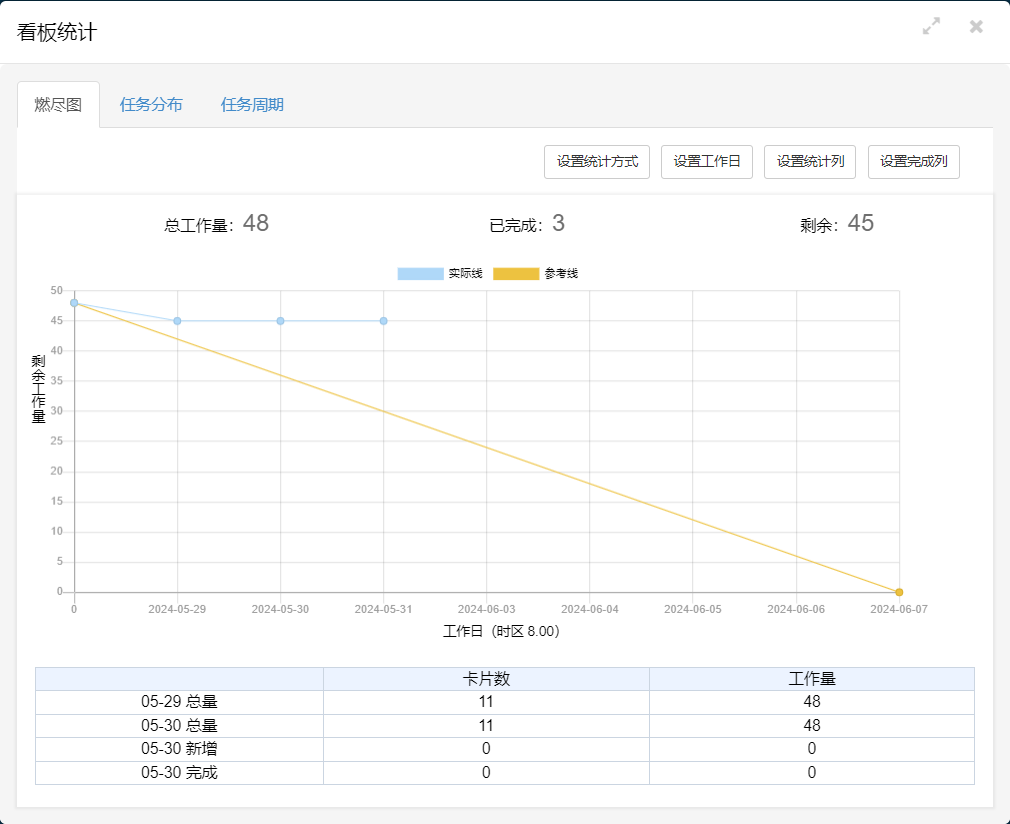 看板统计
燃尽图 任务分布 任务周期
设置统计方式 设置工作日 设置统计列 设置完成列
总工作量：48 已完成：3 剩余：45
实际线 参考线
50
45
40
35
30
25
20
15
10
5
0
剩余工作量
0 2024-05-29 2024-05-30 2024-05-31 2024-06-03 2024-06-04 2024-06-05 2024-06-06 2024-06-07
工作日（时区 8.00）
卡片数 工作量
05-29 总量 11 48
05-30 总量 11 48
05-30 新增 0 0
05-30 完成 0 0